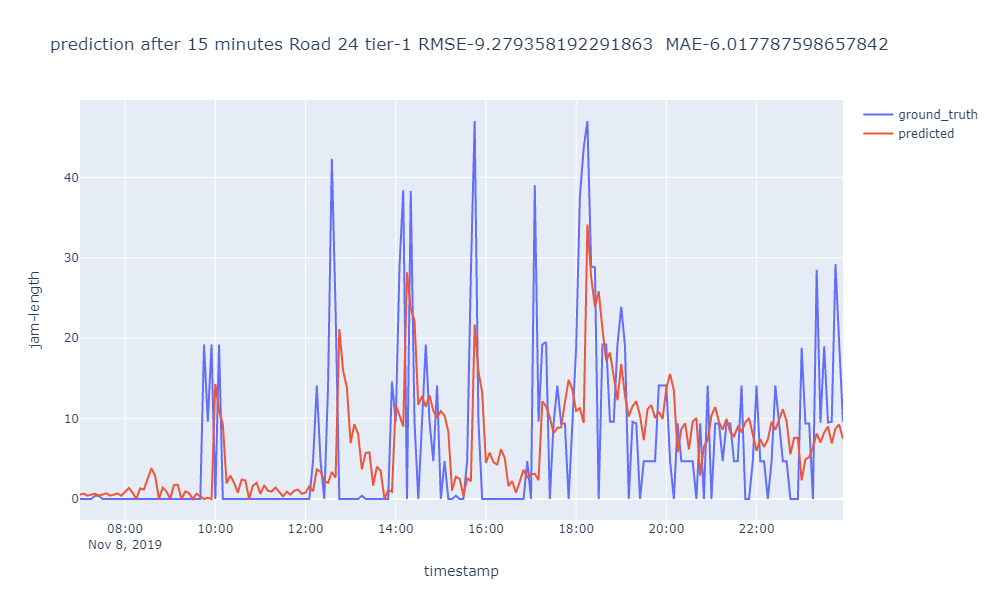 prediction after 15 minutes Road 24 tier-1 RMSE-9.279358192291863  MAE-6.017787598657842
ground_truth
predicted
jam-length
40
30
20
10
0
08:00 10:00 12:00 14:00 16:00 18:00 20:00 22:00
Nov 8, 2019
timestamp